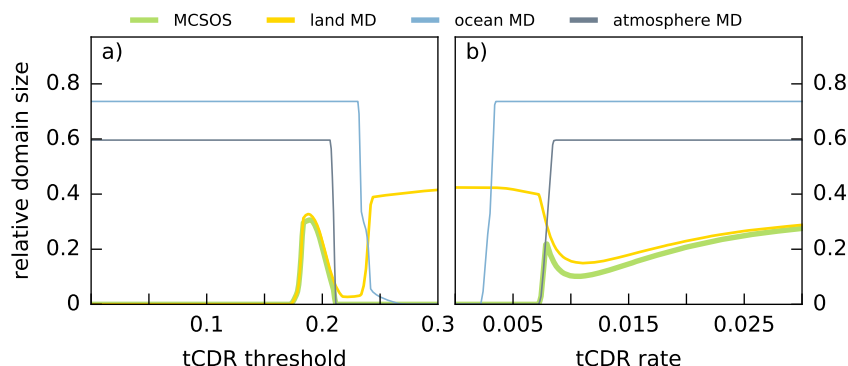 MCSOS land MD ocean MD atmosphere MD
a) b)
relative domain size
0.8 0.8
0.6 0.6
0.4 0.4
0.2 0.2
0 0
0.1 0.2 0.3 0.005 0.015 0.025
tCDR threshold tCDR rate